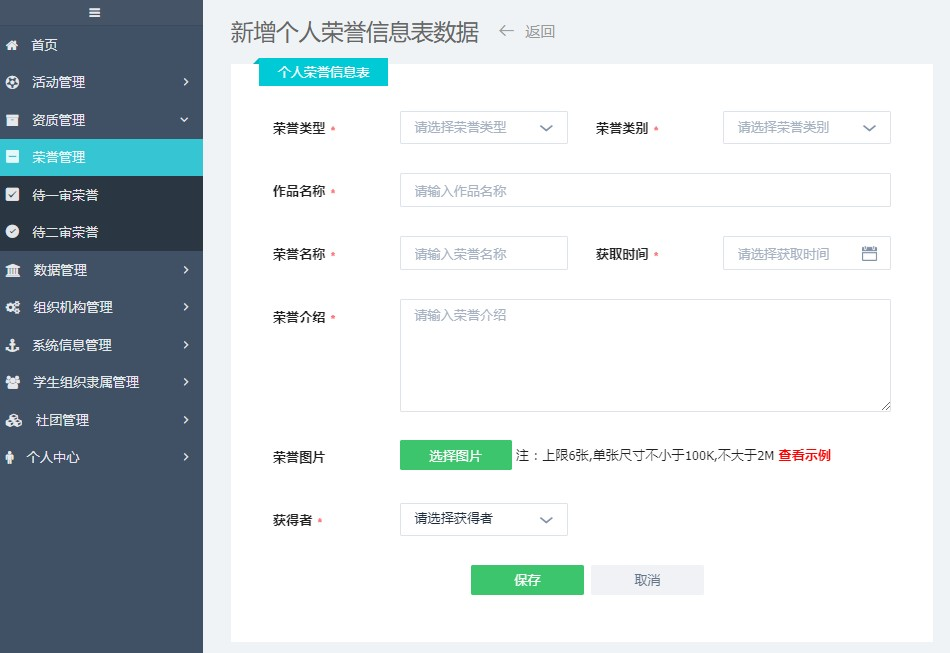 首页
活动管理
资质管理
荣誉管理
待一审荣誉
待二审荣誉
数据管理
组织机构管理
系统信息管理
学生组织隶属管理
社团管理
个人中心
新增个人荣誉信息表数据 返回
个人荣誉信息表
荣誉类型 * 请选择荣誉类型 荣誉类别 * 请选择荣誉类别
作品名称 * 请输入作品名称
荣誉名称 * 请输入荣誉名称 获取时间 * 请选择获取时间
荣誉介绍 * 请输入荣誉介绍
荣誉图片 选择图片 注：上限6张,单张尺寸不小于100K,不大于2M 查看示例
获得者 * 请选择获得者
保存 取消